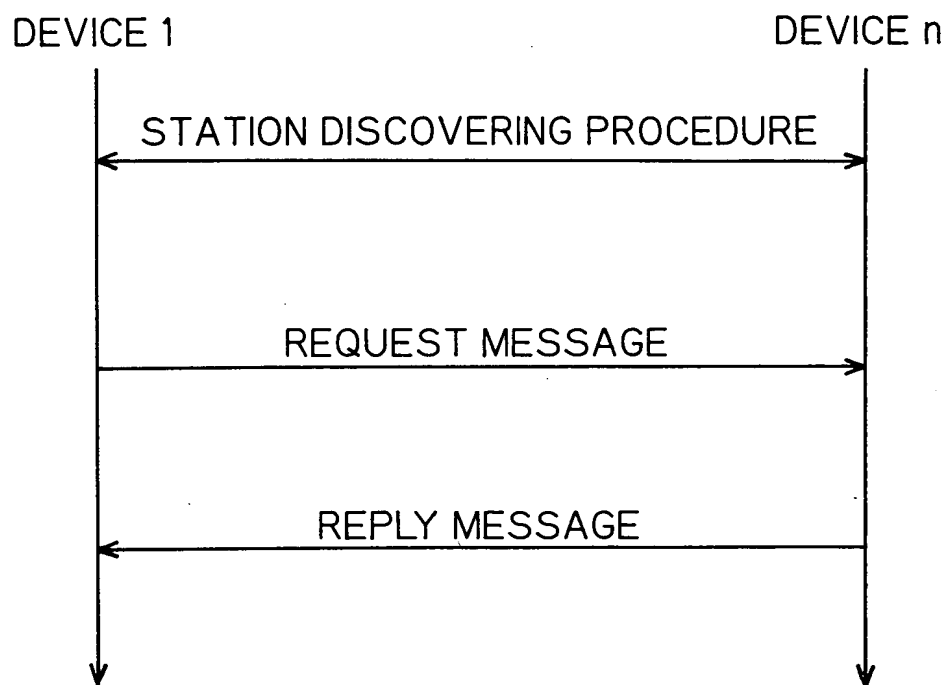 DEVICE 1
DEVICE n
STATION DISCOVERING PROCEDURE
REQUEST MESSAGE
REPLY MESSAGE